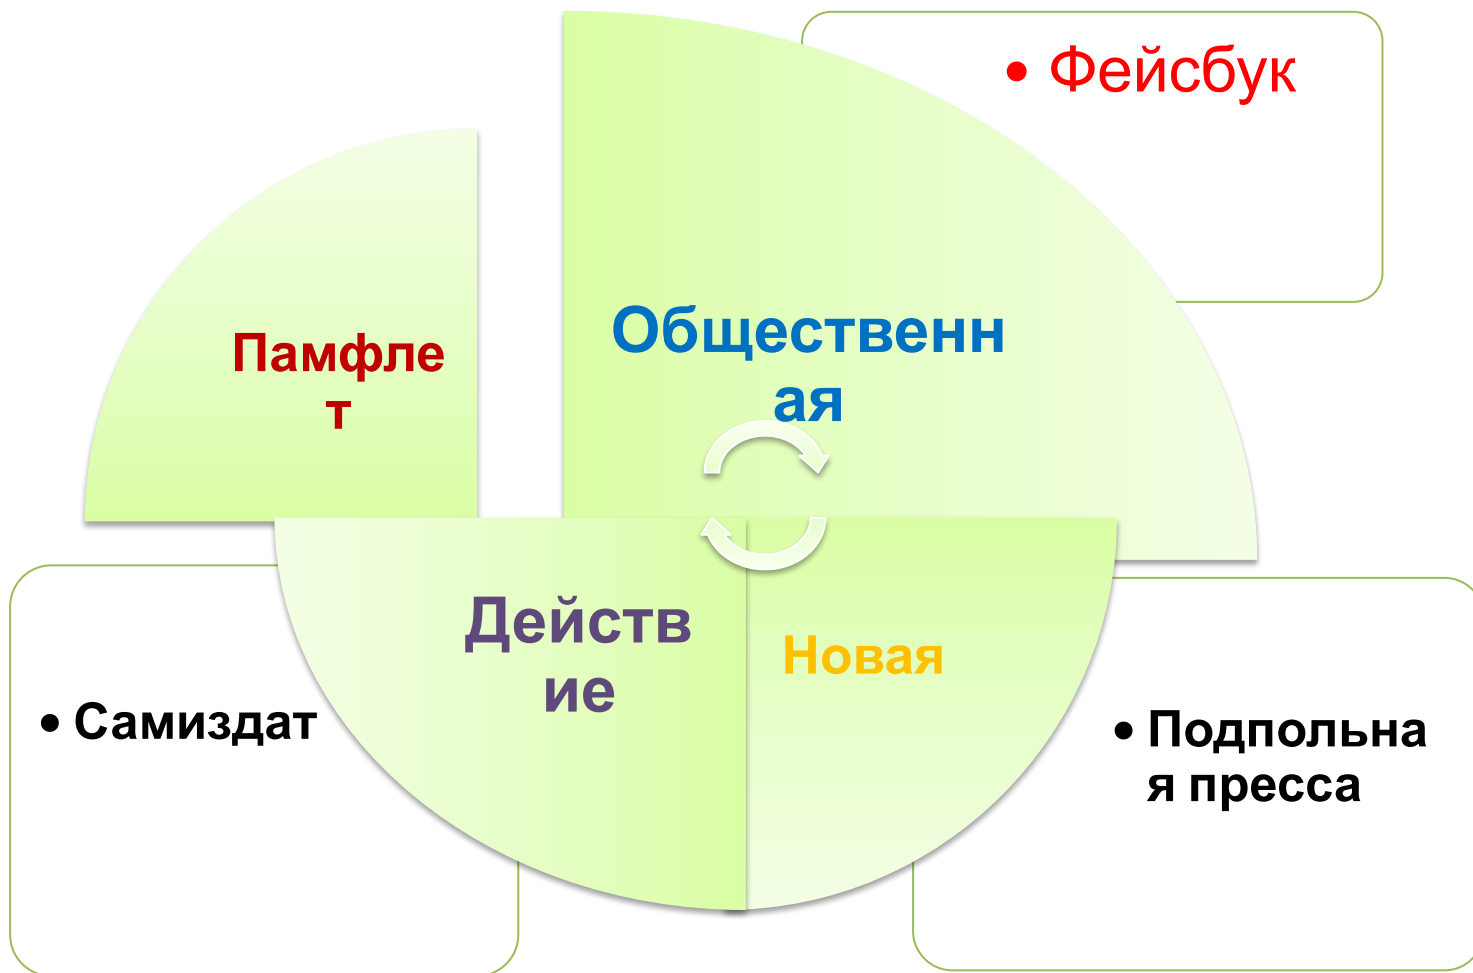 • Фейсбук
Общественн
ая
Памфле
т
Действ
ие
Новая
• Самиздат
• Подпольна
я пресса